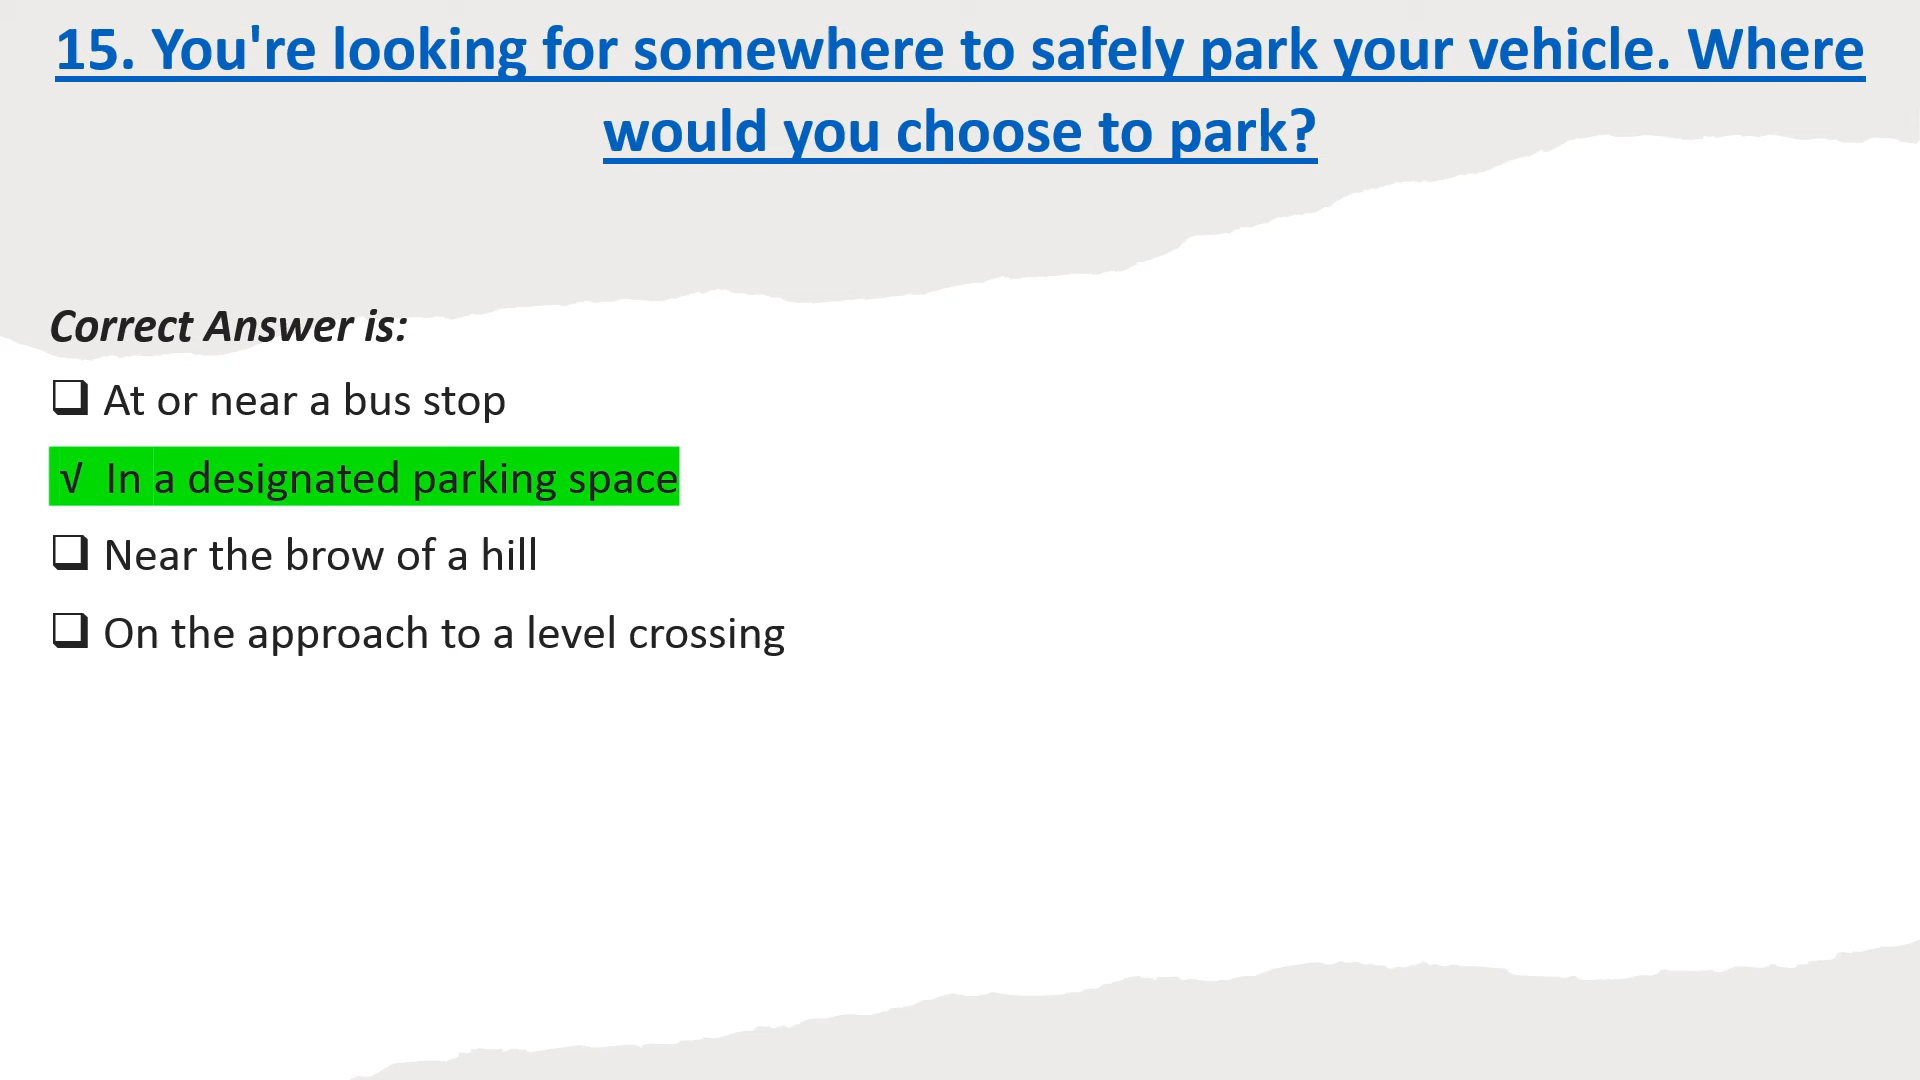 15. You're looking for somewhere to safely park your vehicle. Where
would you choose to park?
Correct Answer is:
❑ At or near a bus stop
√ In a designated parking space
❑ Near the brow of a hill
❑ On the approach to a level crossing